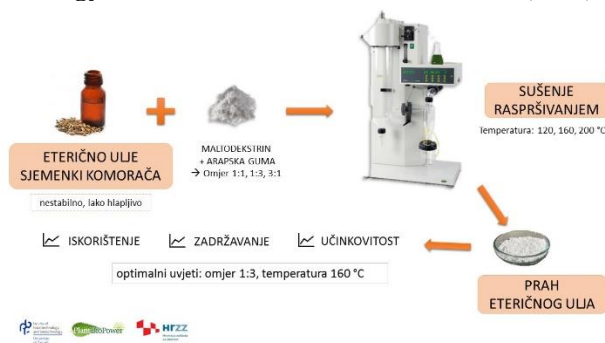 ETERIČNO ULJE
SJEMENKI KOMORAČA
nestabilno, lako hlapljivo
MALTODEKSTRIN
+ ARAPSKA GUMA
→ Omjer 1:1, 1:3, 3:1
SUŠENJE
RASPRŠIVANJEM
Temperatura: 120, 160, 200 °C
ISKORIŠTENJE
ZADRŽAVANJE
UČINKOVITOST
optimalni uvjeti: omjer 1:3, temperatura 160 °C
PRAH
ETERIČNOG ULJA
PlantBioPower
HRZZ